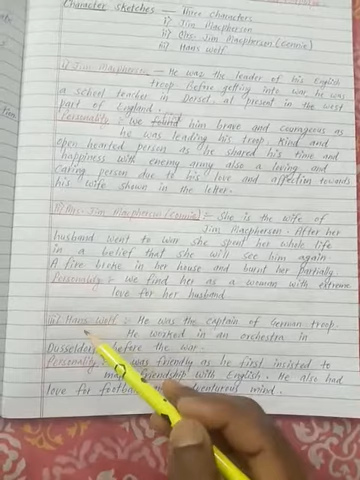 Character sketches — Three characters
i) Jim Macpherson
ii) Mrs- Jim Macpherson (connie)
iii) Hans wolf
i) Jim Macpherson — He was the leader of his English
troop Before getting into war, he was
a school teacher in Dorset, at present in the west
part of England.
Personality :- We found him brave and courageous as
he was leading his troop, Kind and
open hearted person as he shared his time and
happiness with enemy army also a loving and
caring person due to his love and affection towards
his wife shown in the letter.
ii) Mrs- Jim Macpherson (connie) :- She is the wife of
Jim Macpherson. After her
husband went to war she spent her whole life
in a belief that she will see him again.
A fire broke in her house and burnt her partially.
Personality :- We find her as a woman with extreme
love for her husband.
iii) Hans wolf :- He was the captain of German troop.
He worked in an orchestra in
Dusseldorf before the war.
Personality was friendly as he first insisted to
friendship with English. He also had
love for mind.